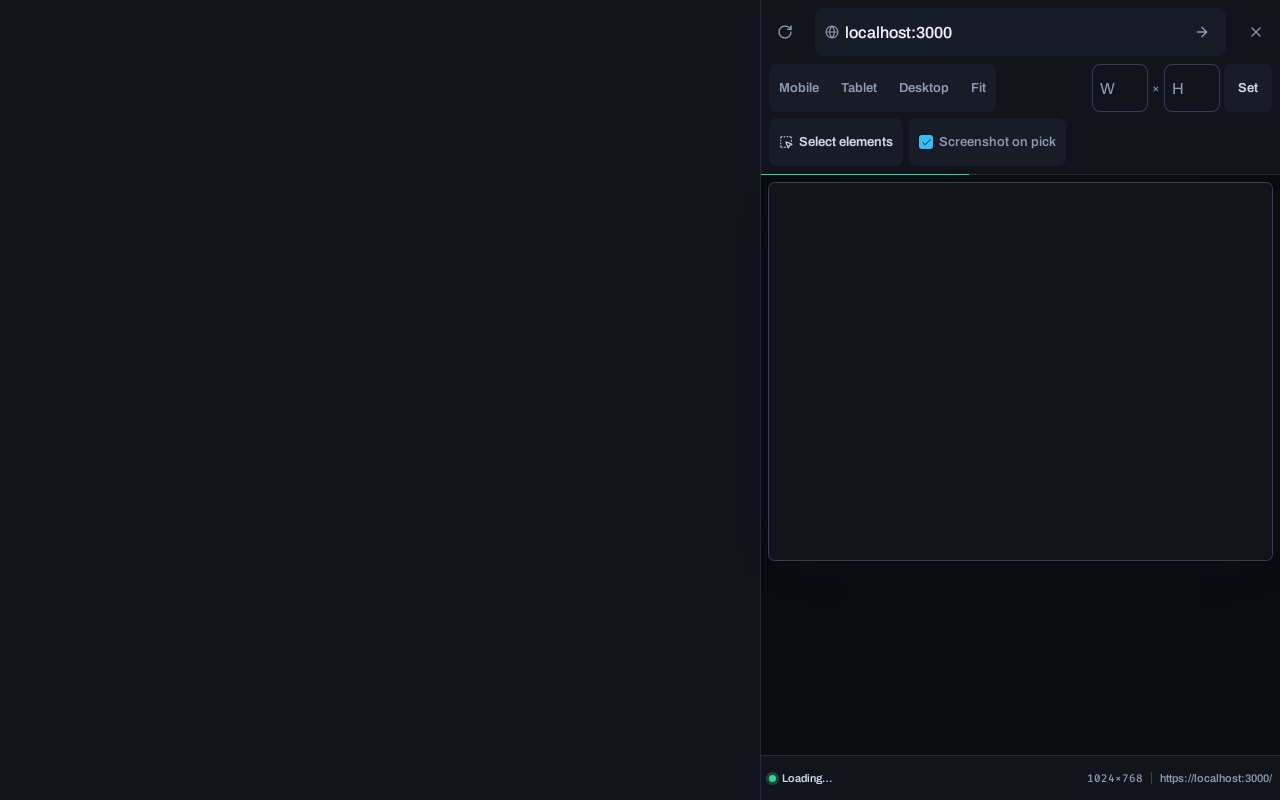 localhost:3000
Mobile Tablet Desktop Fit W × H Set
Select elements Screenshot on pick
Loading... 1024×768 https://localhost:3000/